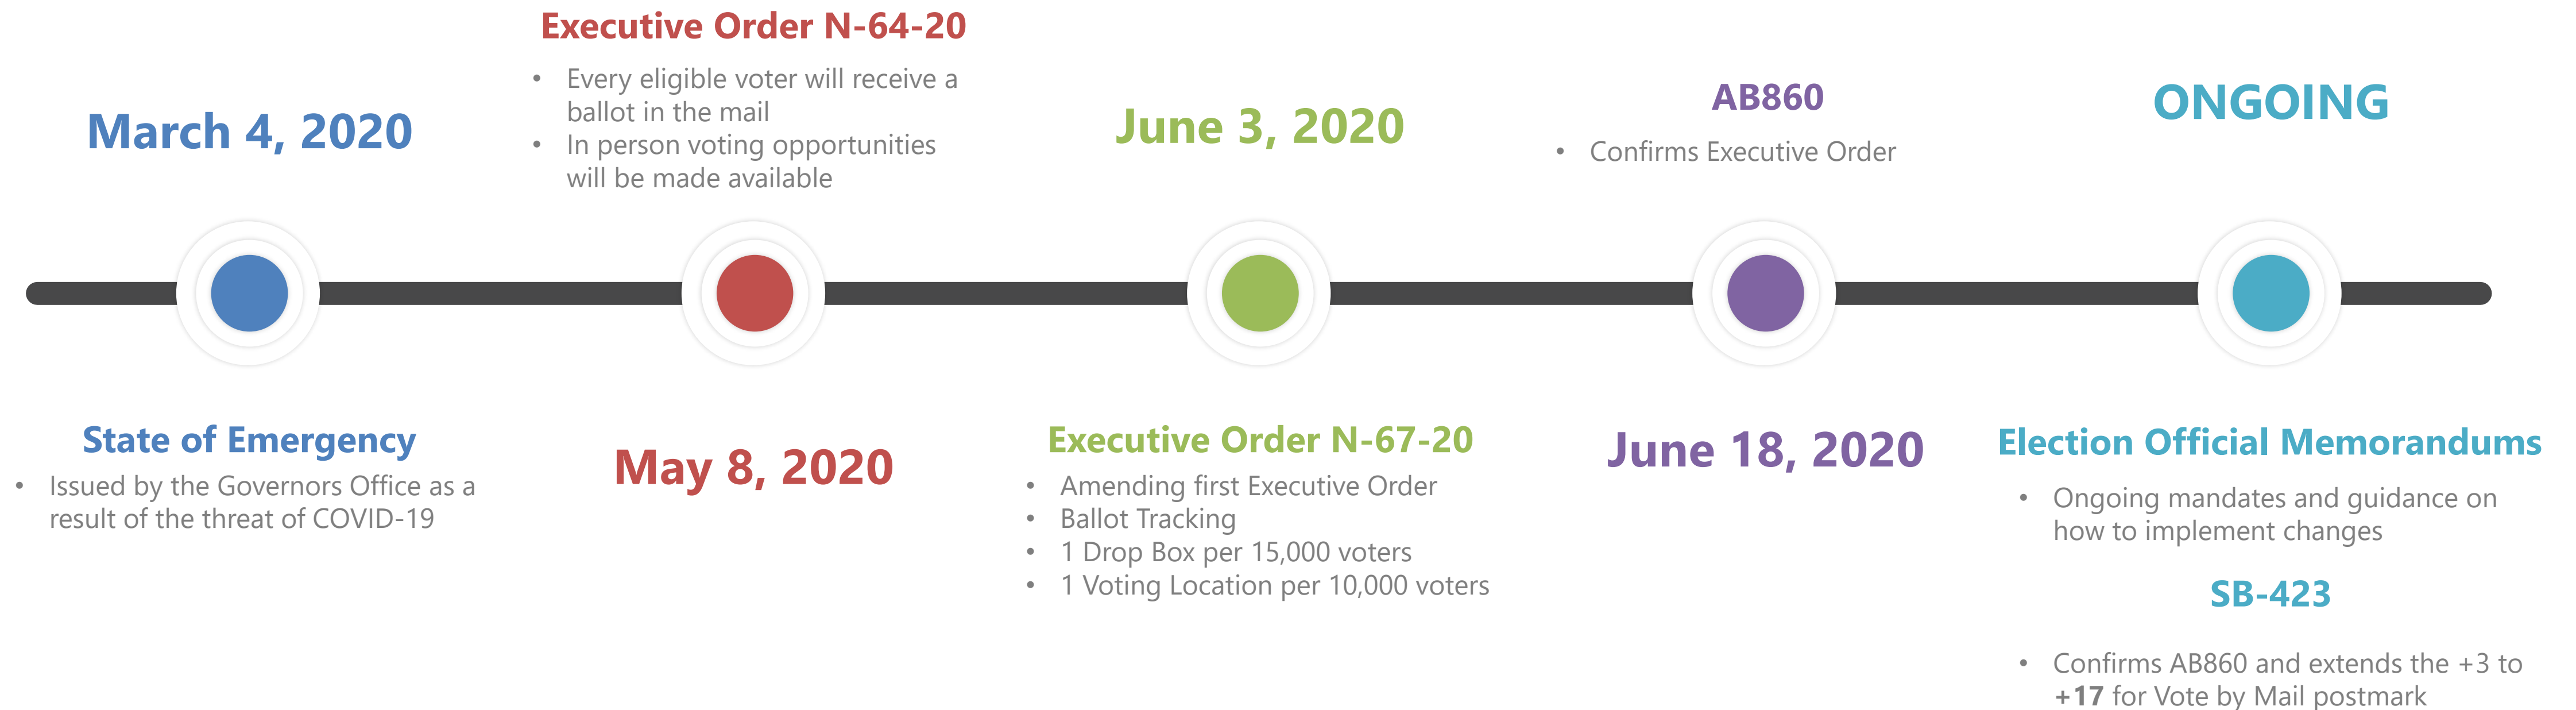 March 4, 2020
State of Emergency
• Issued by the Governors Office as a
result of the threat of COVID-19
Executive Order N-64-20
• Every eligible voter will receive a
ballot in the mail
• In person voting opportunities
will be made available
May 8, 2020
June 3, 2020
Executive Order N-67-20
• Amending first Executive Order
• Ballot Tracking
• 1 Drop Box per 15,000 voters
• 1 Voting Location per 10,000 voters
AB860
• Confirms Executive Order
June 18, 2020
ONGOING
Election Official Memorandums
• Ongoing mandates and guidance on
how to implement changes
SB-423
• Confirms AB860 and extends the +3 to
+17 for Vote by Mail postmark